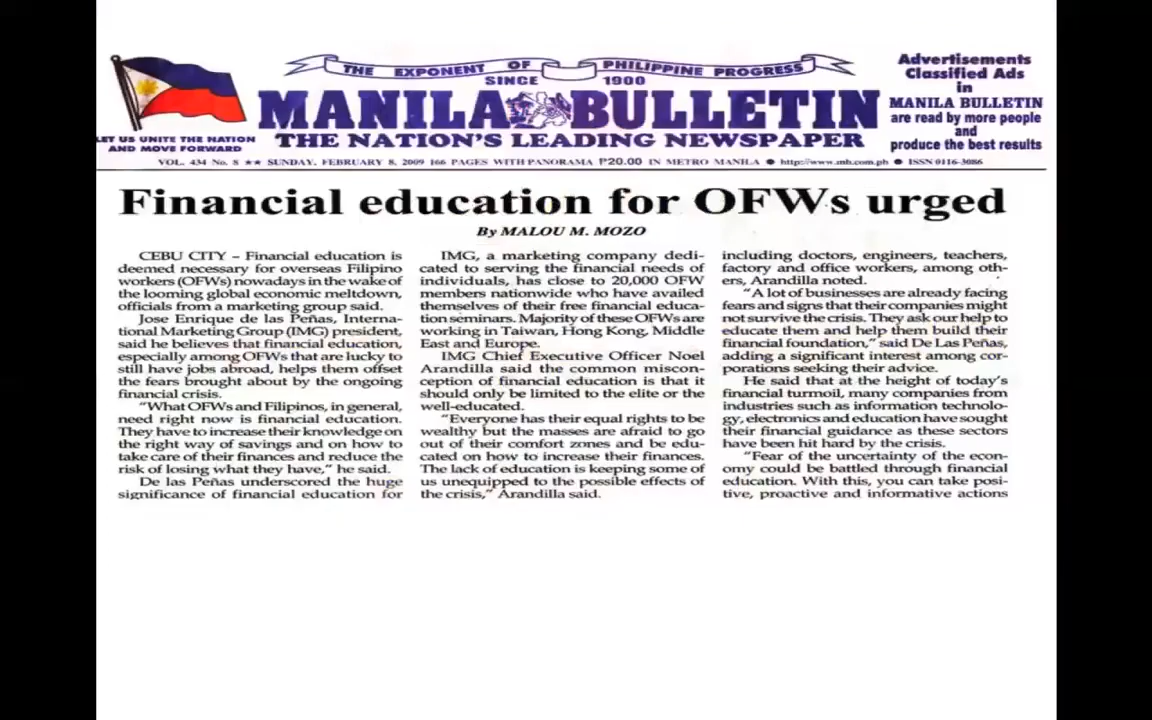 THE EXPONENT OF PHILIPPINE PROGRESS
SINCE 1900
MANILA BULLETIN
THE NATION'S LEADING NEWSPAPER
LET US UNITE THE NATION
AND MOVE FORWARD
Advertisements
Classified Ads
in
MANILA BULLETIN
are read by more people
and
produce the best results
VOL. 434 No. 8 ★★ SUNDAY, FEBRUARY 8, 2009 166 PAGES WITH PANORAMA ₱20.00 IN METRO MANILA ● http://www.mb.com.ph ● ISSN 0116-3086
Financial education for OFWs urged
By MALOU M. MOZO
CEBU CITY – Financial education is
deemed necessary for overseas Filipino
workers (OFWs) nowadays in the wake of
the looming global economic meltdown,
officials from a marketing group said.
Jose Enrique de las Peñas, Interna-
tional Marketing Group (IMG) president,
said he believes that financial education,
especially among OFWs that are lucky to
still have jobs abroad, helps them offset
the fears brought about by the ongoing
financial crisis.
"What OFWs and Filipinos, in general,
need right now is financial education.
They have to increase their knowledge on
the right way of savings and on how to
take care of their finances and reduce the
risk of losing what they have," he said.
De las Peñas underscored the huge
significance of financial education for
IMG, a marketing company dedi-
cated to serving the financial needs of
individuals, has close to 20,000 OFW
members nationwide who have availed
themselves of their free financial educa-
tion seminars. Majority of these OFWs are
working in Taiwan, Hong Kong, Middle
East and Europe.
IMG Chief Executive Officer Noel
Arandilla said the common miscon-
ception of financial education is that it
should only be limited to the elite or the
well-educated.
"Everyone has their equal rights to be
wealthy but the masses are afraid to go
out of their comfort zones and be edu-
cated on how to increase their finances.
The lack of education is keeping some of
us unequipped to the possible effects of
the crisis," Arandilla said.
including doctors, engineers, teachers,
factory and office workers, among oth-
ers, Arandilla noted.
"A lot of businesses are already facing
fears and signs that their companies might
not survive the crisis. They ask our help to
educate them and help them build their
financial foundation," said De Las Peñas,
adding a significant interest among cor-
porations seeking their advice.
He said that at the height of today's
financial turmoil, many companies from
industries such as information technolo-
gy, electronics and education have sought
their financial guidance as these sectors
have been hit hard by the crisis.
"Fear of the uncertainty of the econ-
omy could be battled through financial
education. With this, you can take posi-
tive, proactive and informative actions